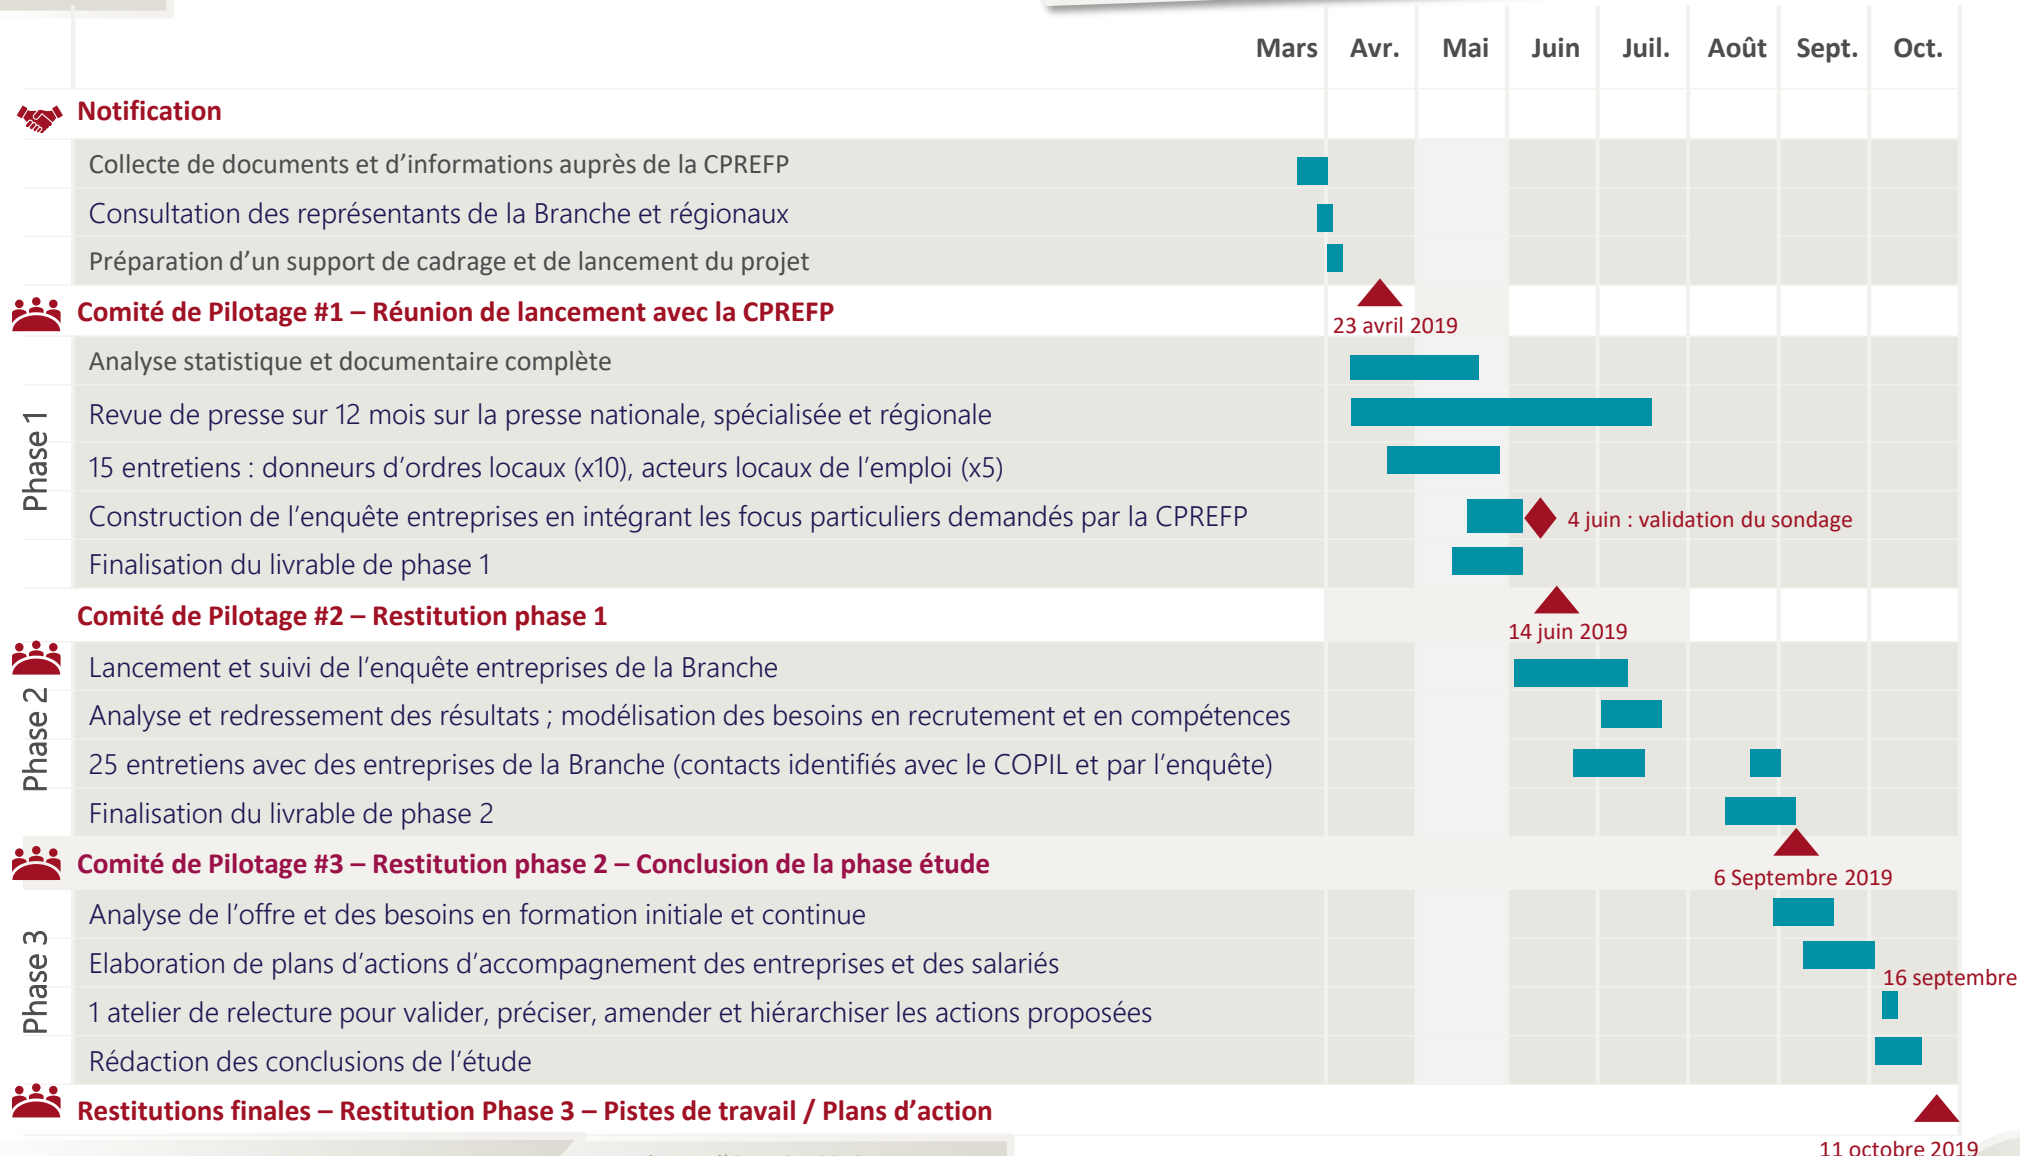 Mars Avr. Mai Juin Juil. Août Sept. Oct.
Notification
Collecte de documents et d’informations auprès de la CPREFP
Consultation des représentants de la Branche et régionaux
Préparation d’un support de cadrage et de lancement du projet
Comité de Pilotage #1 – Réunion de lancement avec la CPREFP
23 avril 2019
Phase 1
Analyse statistique et documentaire complète
Revue de presse sur 12 mois sur la presse nationale, spécialisée et régionale
15 entretiens : donneurs d’ordres locaux (x10), acteurs locaux de l’emploi (x5)
Construction de l’enquête entreprises en intégrant les focus particuliers demandés par la CPREFP
4 juin : validation du sondage
Finalisation du livrable de phase 1
Comité de Pilotage #2 – Restitution phase 1
14 juin 2019
Phase 2
Lancement et suivi de l’enquête entreprises de la Branche
Analyse et redressement des résultats ; modélisation des besoins en recrutement et en compétences
25 entretiens avec des entreprises de la Branche (contacts identifiés avec le COPIL et par l’enquête)
Finalisation du livrable de phase 2
Comité de Pilotage #3 – Restitution phase 2 – Conclusion de la phase étude
6 Septembre 2019
Phase 3
Analyse de l’offre et des besoins en formation initiale et continue
Elaboration de plans d’actions d’accompagnement des entreprises et des salariés
16 septembre
1 atelier de relecture pour valider, préciser, amender et hiérarchiser les actions proposées
Rédaction des conclusions de l’étude
Restitutions finales – Restitution Phase 3 – Pistes de travail / Plans d’action
11 octobre 2019